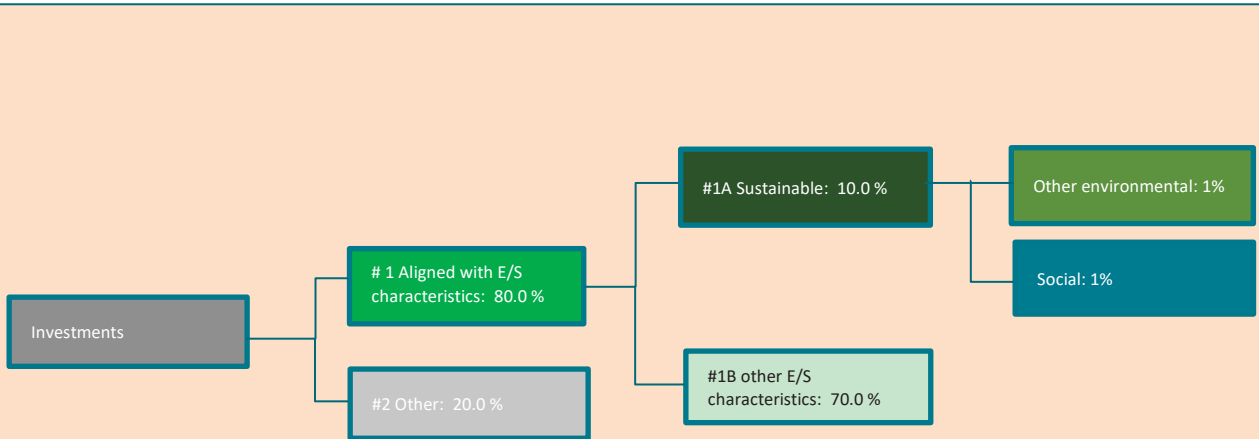 #1A Sustainable:  10.0 %
Other environmental: 1%
# 1 Aligned with E/S
characteristics:  80.0 %
Social: 1%
Investments
#1B other E/S
characteristics:  70.0 %
#2 Other:  20.0 %